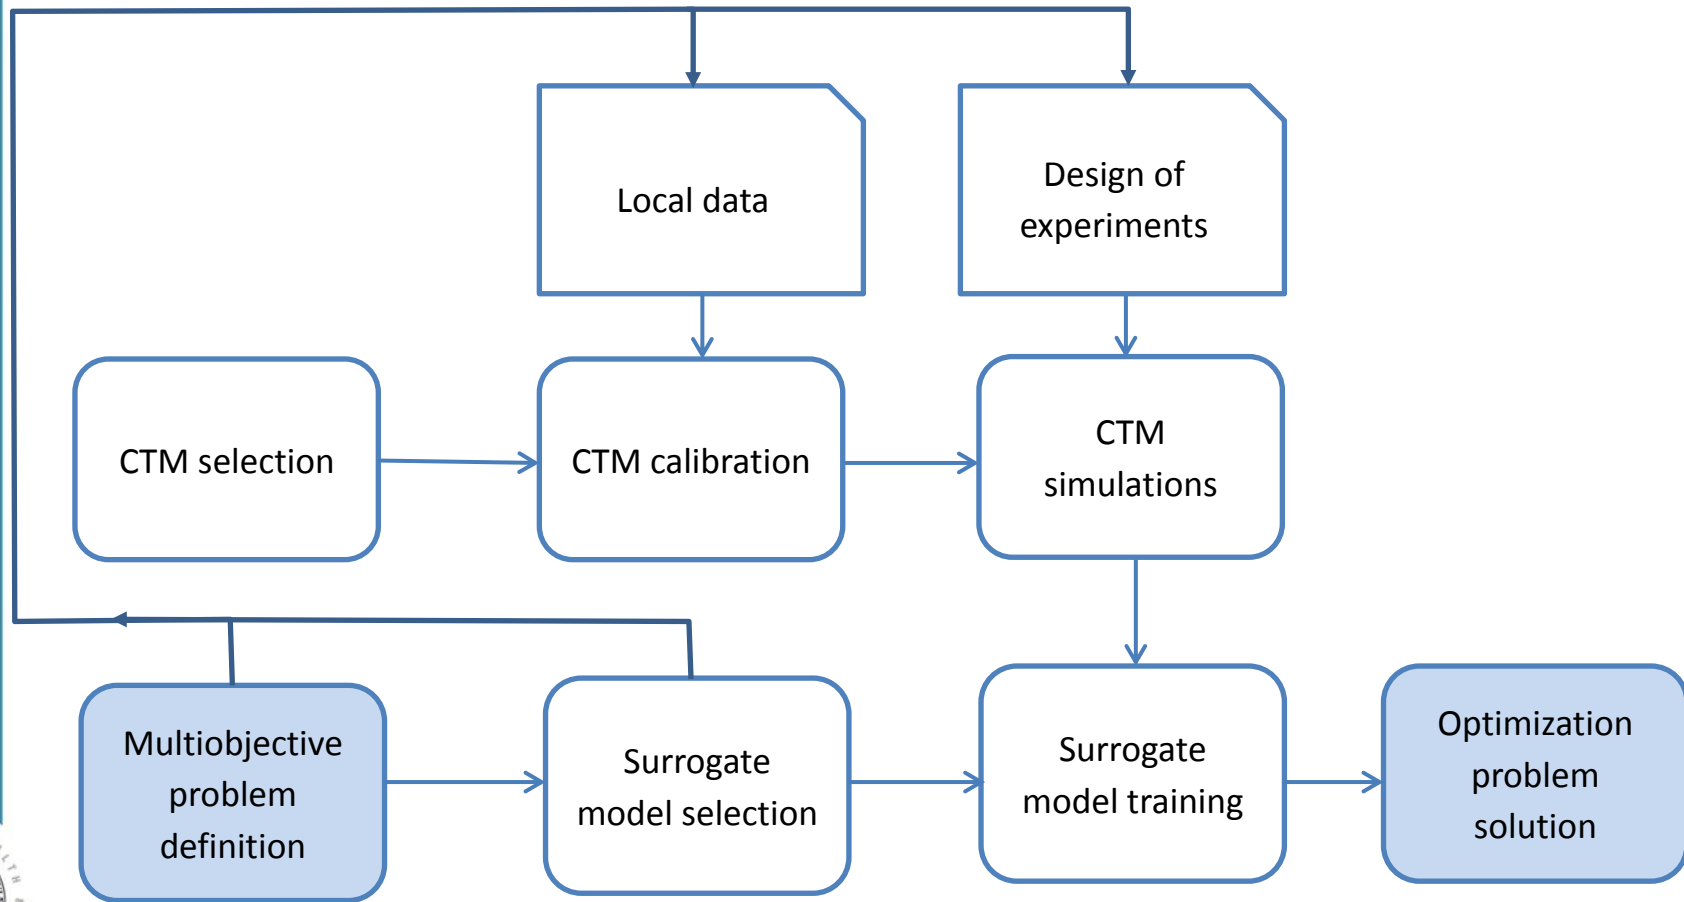 Local data
Design of
experiments
CTM selection
CTM calibration
CTM
simulations
Multiobjective
problem
definition
Surrogate
model selection
Surrogate
model training
Optimization
problem
solution